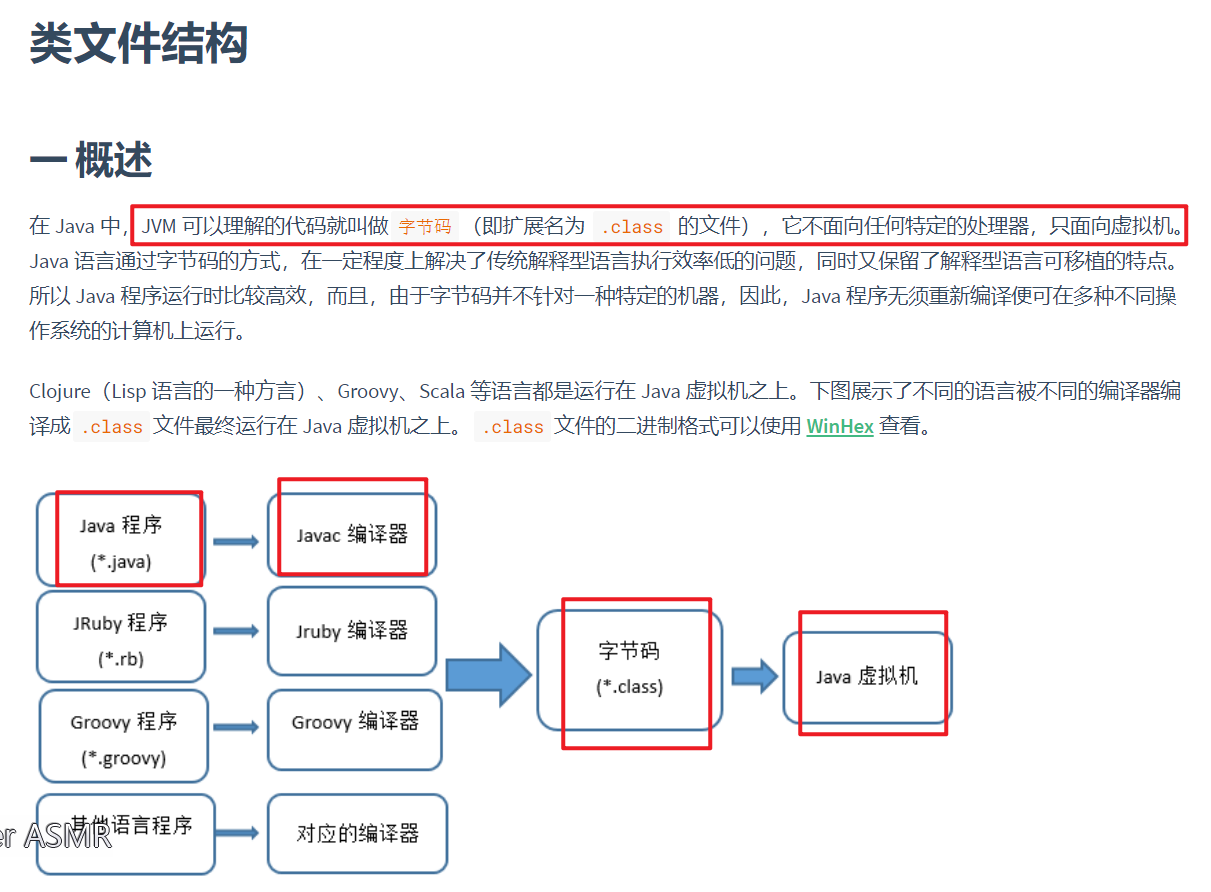 类文件结构
一 概述
在 Java 中，JVM 可以理解的代码就叫做 字节码 （即扩展名为 .class 的文件），它不面向任何特定的处理器，只面向虚拟机。
Java 语言通过字节码的方式，在一定程度上解决了传统解释型语言执行效率低的问题，同时又保留了解释型语言可移植的特点。
所以 Java 程序运行时比较高效，而且，由于字节码并不针对一种特定的机器，因此，Java 程序无须重新编译便可在多种不同操
作系统的计算机上运行。
Clojure（Lisp 语言的一种方言）、Groovy、Scala 等语言都是运行在 Java 虚拟机之上。下图展示了不同的语言被不同的编译器编
译成 .class 文件最终运行在 Java 虚拟机之上。 .class 文件的二进制格式可以使用 WinHex 查看。
Java 程序
(*.java)
Javac 编译器
JRuby 程序
(*.rb)
Jruby 编译器
Groovy 程序
(*.groovy)
Groovy 编译器
其他语言程序
对应的编译器
字节码
(*.class)
Java 虚拟机
er ASMR